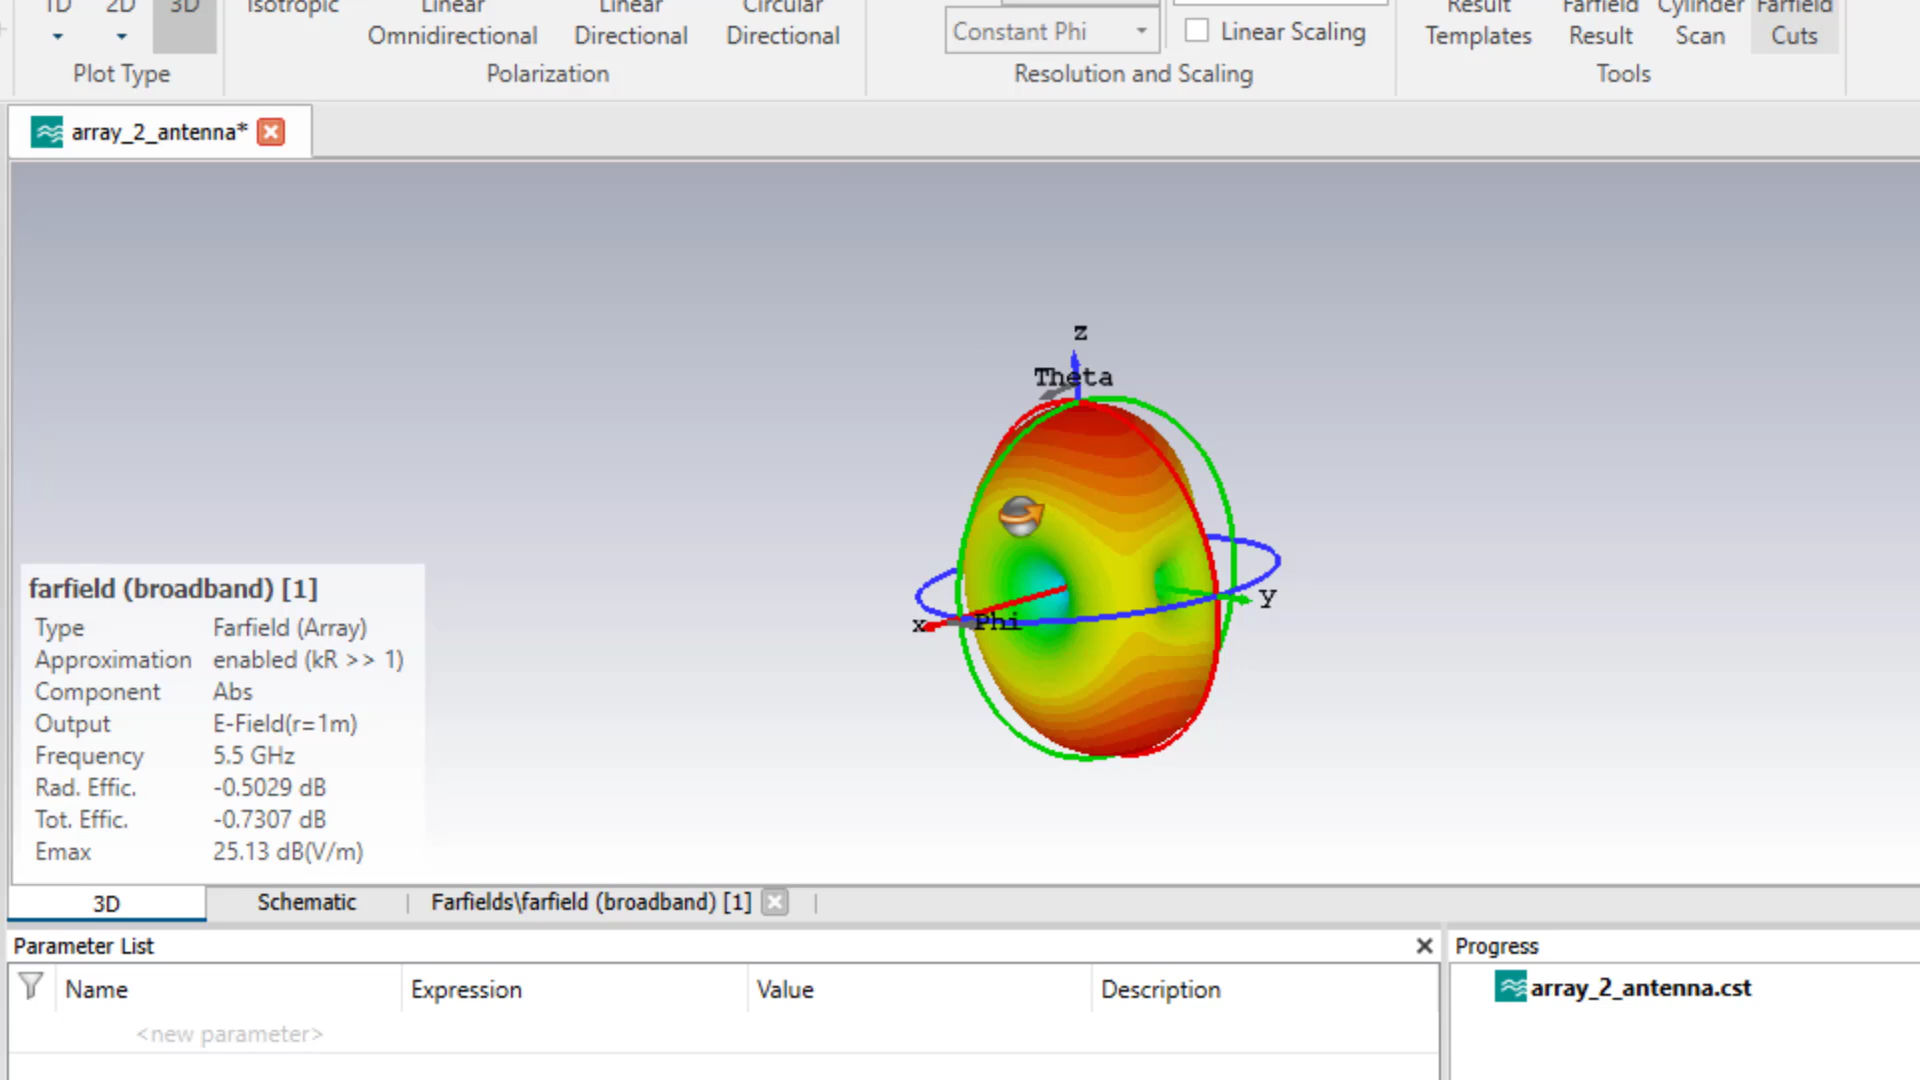 1D 2D 3D Isotropic Linear Linear Circular Result Farfield Cylinder Farfield
Omnidirectional Directional Directional Constant Phi Linear Scaling Templates Result Scan Cuts
Plot Type Polarization Resolution and Scaling Tools
array_2_antenna*
z
Theta
y
x
Phi
farfield (broadband) [1]
Type Farfield (Array)
Approximation enabled (kR >> 1)
Component Abs
Output E-Field(r=1m)
Frequency 5.5 GHz
Rad. Effic. -0.5029 dB
Tot. Effic. -0.7307 dB
Emax 25.13 dB(V/m)
3D Schematic Farfields\farfield (broadband) [1]
Parameter List Progress
Name Expression Value Description array_2_antenna.cst
<new parameter>